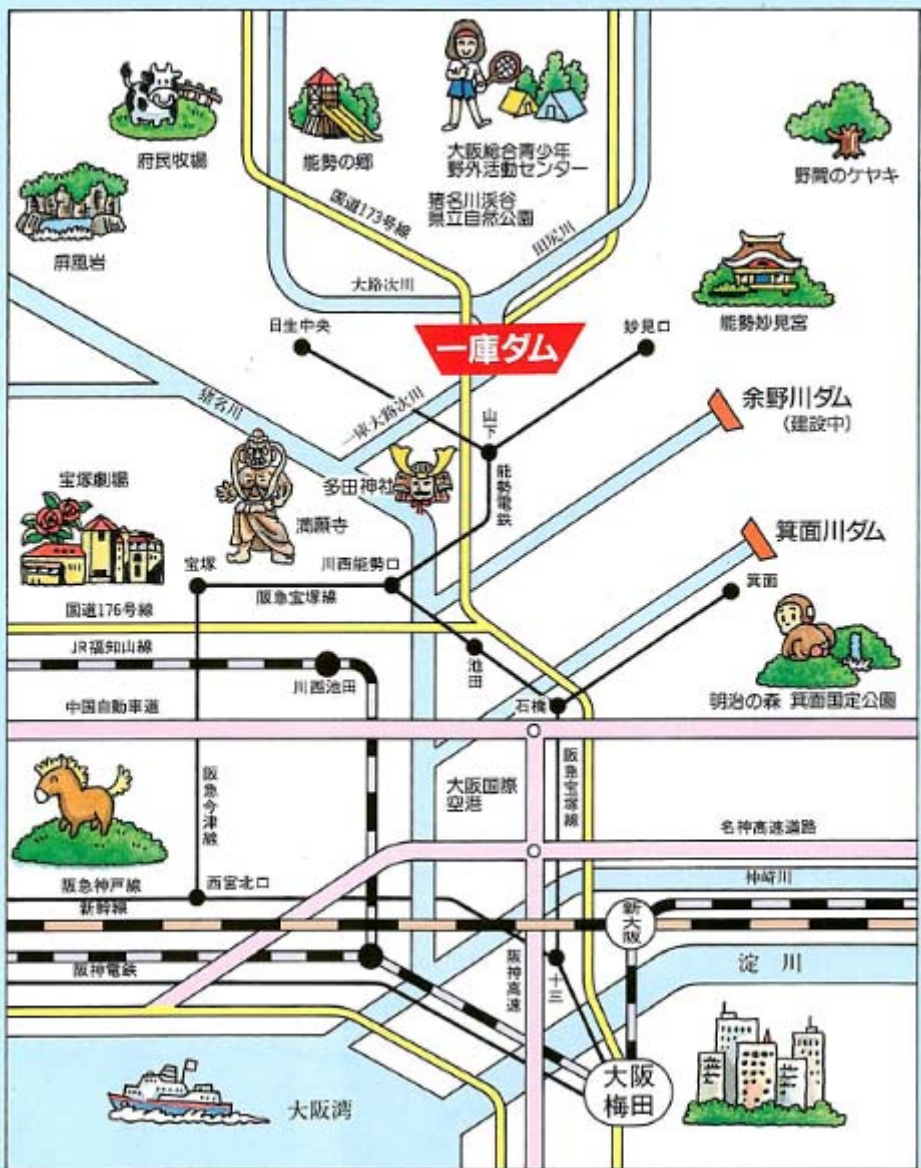 府民牧場
能勢の郷
大阪総合青少年
野外活動センター
野間のケヤキ
猪名川渓谷
県立自然公園
国道173号線
田尻川
屏風岩
大路次川
能勢妙見宮
日生中央
一庫ダム
妙見口
猪名川
一庫大路次川
山下
余野川ダム
(建設中)
宝塚劇場
満願寺
多田神社
能勢電鉄
箕面川ダム
宝塚
川西能勢口
箕面
阪急宝塚線
国道176号線
JR福知山線
池田
川西池田
石橋
明治の森 箕面国定公園
中国自動車道
阪急今津線
大阪国際
空港
阪急宝塚線
名神高速道路
阪急神戸線
西宮北口
神崎川
新幹線
新大阪
阪神電鉄
阪神高速
十三
淀川
大阪
梅田
大阪湾